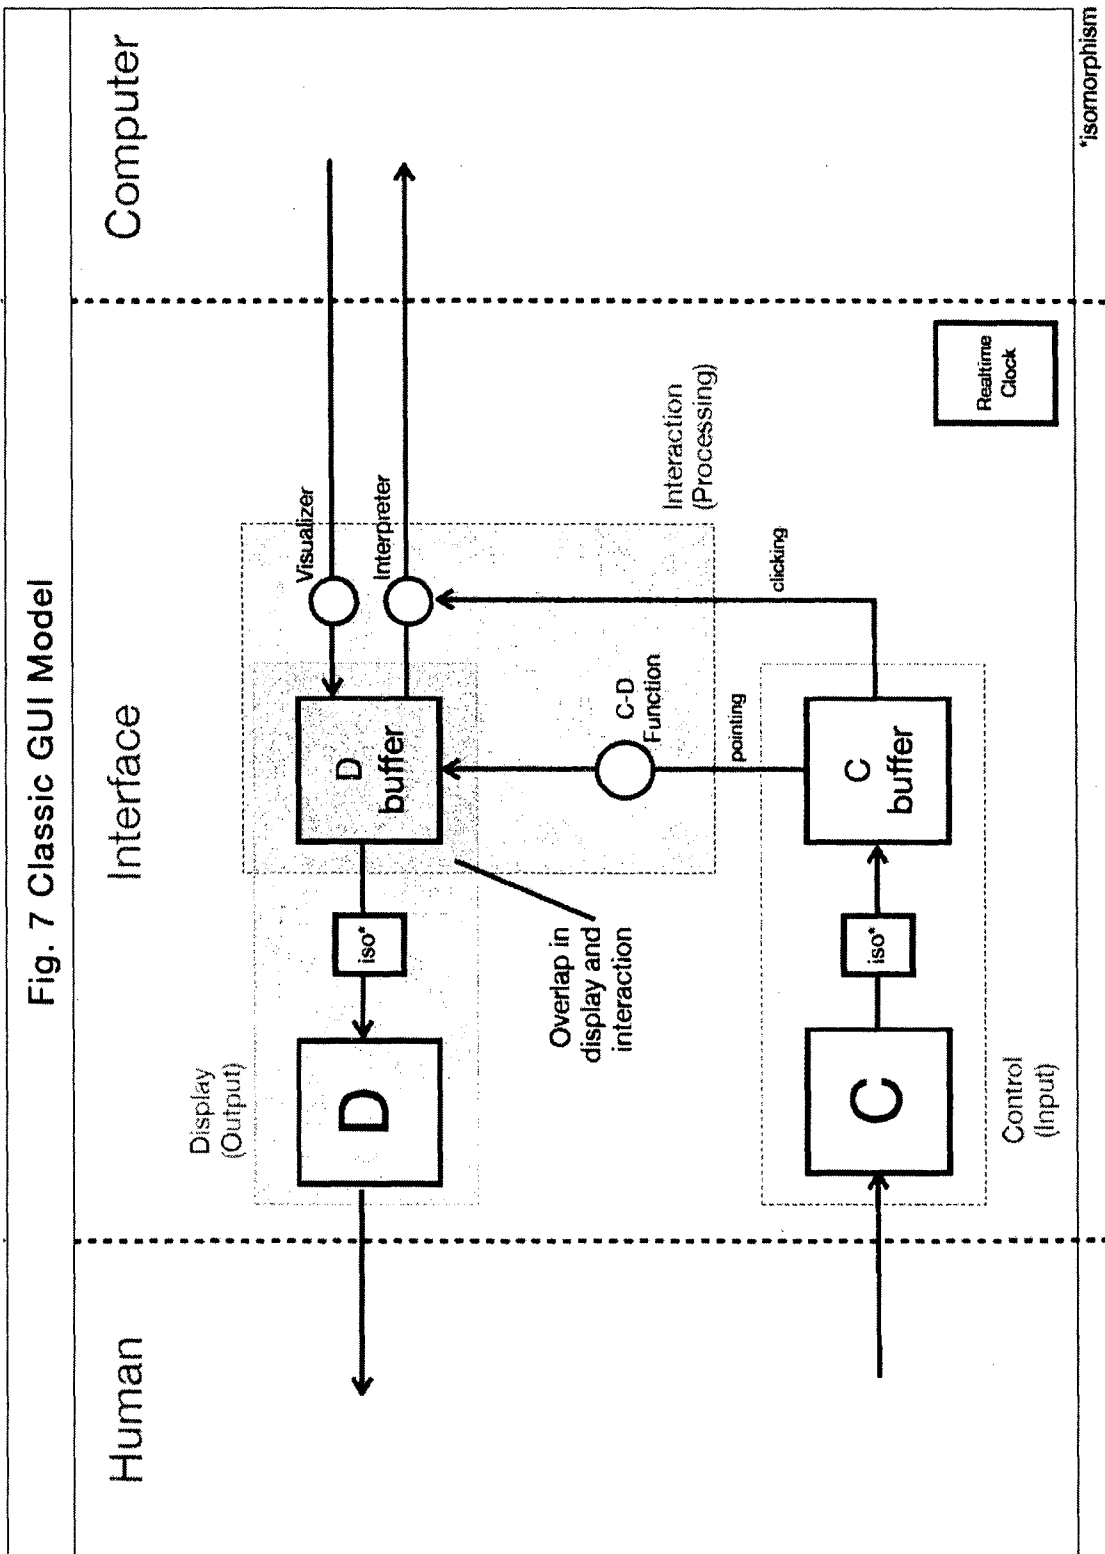 Fig. 7 Classic GUI Model
Human
Interface
Computer
Display
(Output)
D
iso*
D
buffer
Visualizer
Interpreter
Overlap in
display and
interaction
C-D
Function
Interaction
(Processing)
pointing
clicking
C
iso*
C
buffer
Control
(Input)
Realtime
Clock
*isomorphism